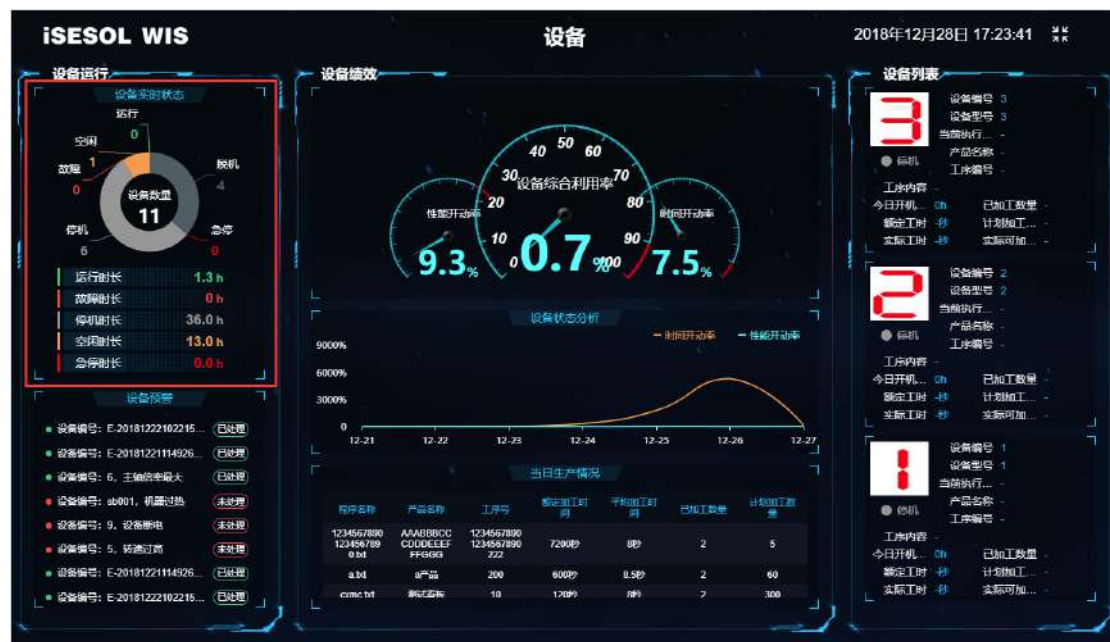 iSESOL WIS
设备
2018年12月28日 17:23:41
设备运行
设备实时状态
运行
0
空闲
1
故障
0
脱机
4
设备数量
11
停机
6
急停
0
运行时长 1.3 h
故障时长 0 h
停机时长 36.0 h
空闲时长 13.0 h
急停时长 0.0 h
设备预警
设备编号: E-20181222102215... 已处理
设备编号: E-20181221114926... 已处理
设备编号: 6, 主轴倍率最大 已处理
设备编号: sb001, 机器过热 未处理
设备编号: 9, 设备断电 未处理
设备编号: 5, 转速过高 未处理
设备编号: E-20181221114926... 已处理
设备编号: E-20181222102215... 已处理
设备绩效
0 10 20 30 40 50 60 70 80 90 100
设备综合利用率
0.7%
性能开动率
9.3%
时间开动率
7.5%
设备状态分析
时间开动率 性能开动率
9000%
6000%
3000%
0
12-21 12-22 12-23 12-24 12-25 12-26 12-27
当日生产情况
程序名称 产品名称 工序号 额定加工时间 平均加工时间 已加工数量 计划加工数量
1234567890 AAABBBCC 1234567890
123456789 CDDDEEEF 1234567890 7200秒 8秒 2 5
0.txt FFGGG 222
a.txt a产品 200 600秒 8.5秒 2 60
cxmc.txt 测试面板 10 120秒 8秒 2 300
设备列表
3
停机
设备编号 3
设备型号 3
当前执行... -
产品名称 -
工序编号 -
工序内容 -
今日开机... 0h 已加工数量 -
额定工时 -秒 计划加工... -
实际工时 -秒 实际可加... -
2
停机
设备编号 2
设备型号 2
当前执行... -
产品名称 -
工序编号 -
工序内容 -
今日开机... 0h 已加工数量 -
额定工时 -秒 计划加工... -
实际工时 -秒 实际可加... -
1
停机
设备编号 1
设备型号 1
当前执行... -
产品名称 -
工序编号 -
工序内容 -
今日开机... 0h 已加工数量 -
额定工时 -秒 计划加工... -
实际工时 -秒 实际可加... -